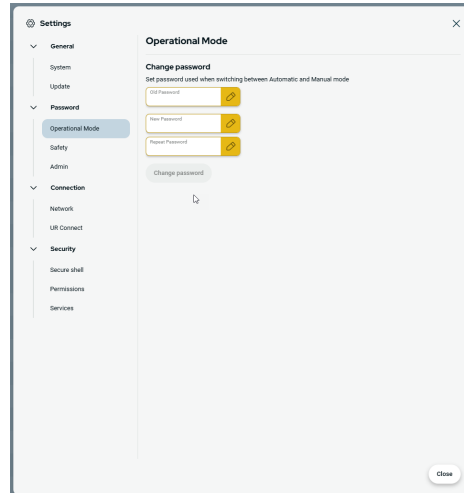 Settings
General
System
Update
Password
Operational Mode
Safety
Admin
Connection
Network
UR Connect
Security
Secure shell
Permissions
Services
Operational Mode
Change password
Set password used when switching between Automatic and Manual mode
Old Password
New Password
Repeat Password
Change password
Close